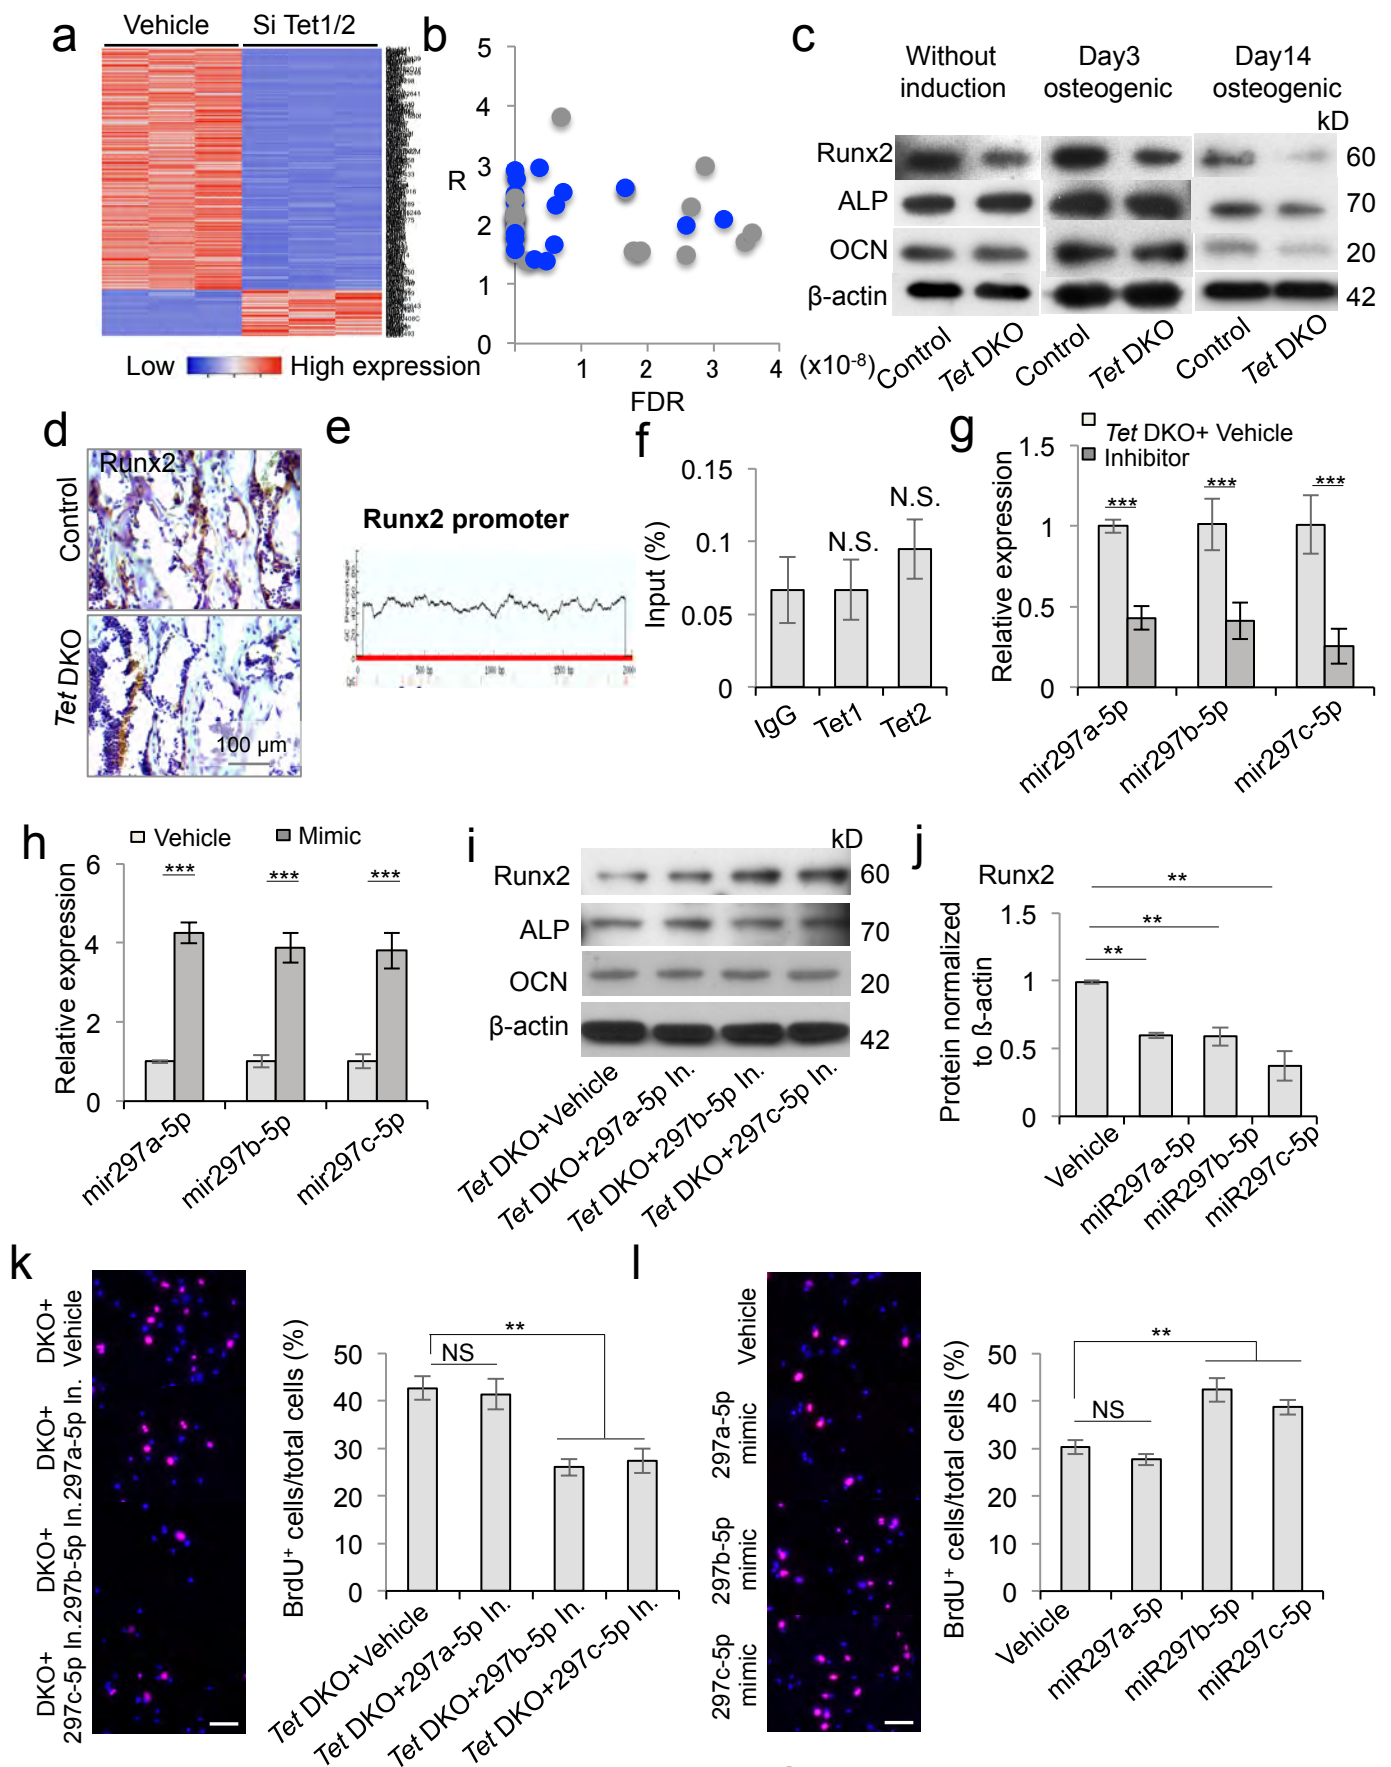 a
Vehicle
Si Tet1/2
Low
High expression
b
5
4
3
R
2
1
0
1
2
3
4
(x10⁻⁸)
FDR
c
Without induction
Day3 osteogenic
Day14 osteogenic
kD
Runx2
60
ALP
70
OCN
20
β-actin
42
Control
Tet DKO
Control
Tet DKO
Control
Tet DKO
d
Runx2
Control
Tet DKO
100 μm
e
Runx2 promoter
GC Percentage
0
500 bp
1000 bp
1500 bp
2000
f
Input (%)
0.15
0.1
0.05
0
N.S.
N.S.
IgG
Tet1
Tet2
g
Tet DKO+ Vehicle
Inhibitor
Relative expression
1.5
1
0.5
0
***
***
***
mir297a-5p
mir297b-5p
mir297c-5p
h
Vehicle
Mimic
Relative expression
6
4
2
0
***
***
***
mir297a-5p
mir297b-5p
mir297c-5p
i
kD
Runx2
60
ALP
70
OCN
20
β-actin
42
Tet DKO+Vehicle
Tet DKO+297a-5p In.
Tet DKO+297b-5p In.
Tet DKO+297c-5p In.
j
Runx2
Protein normalized
to ß-actin
1.5
1
0.5
0
**
**
**
Vehicle
miR297a-5p
miR297b-5p
miR297c-5p
k
DKO+
Vehicle
DKO+
297a-5p In.
DKO+
297b-5p In.
DKO+
297c-5p In.
BrdU⁺ cells/total cells (%)
50
40
30
20
10
0
**
NS
Tet DKO+Vehicle
Tet DKO+297a-5p In.
Tet DKO+297b-5p In.
Tet DKO+297c-5p In.
l
Vehicle
297a-5p
mimic
297b-5p
mimic
297c-5p
mimic
BrdU⁺ cells/total cells (%)
50
40
30
20
10
0
**
NS
Vehicle
miR297a-5p
miR297b-5p
miR297c-5p